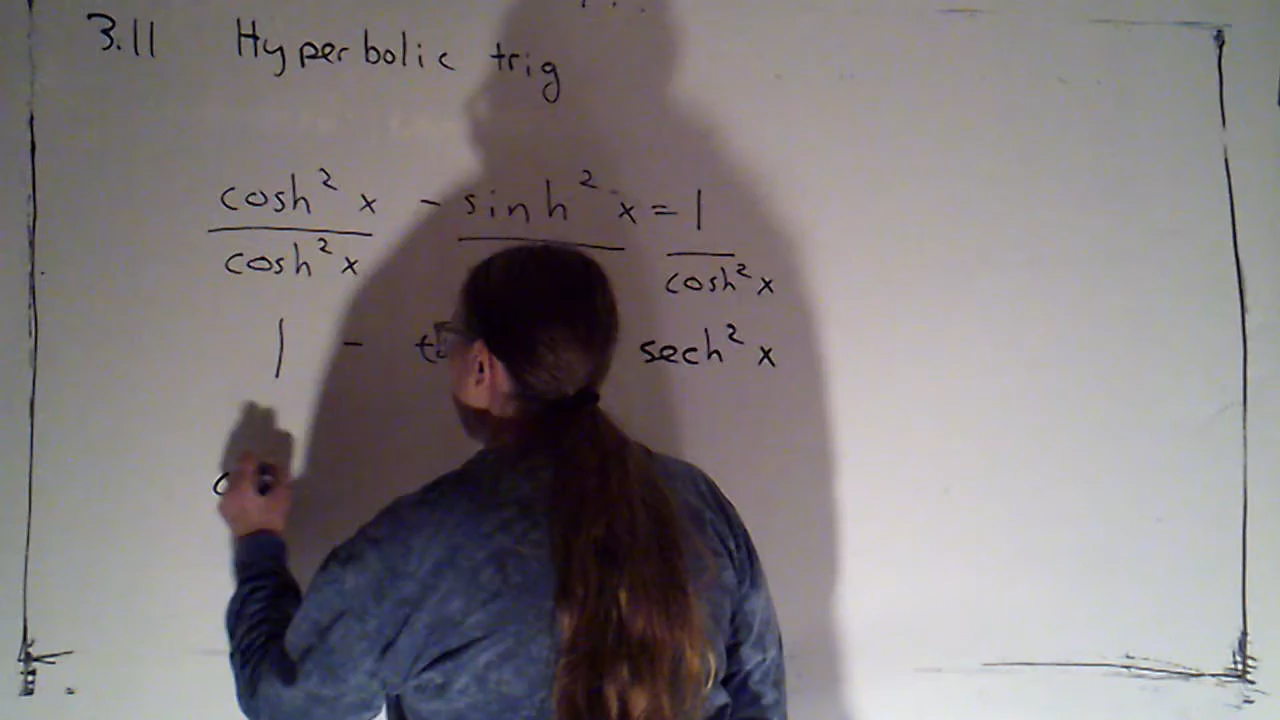 3.11 Hyperbolic trig
cosh² x - sinh² x = 1
cosh² x cosh² x
1 - sech² x